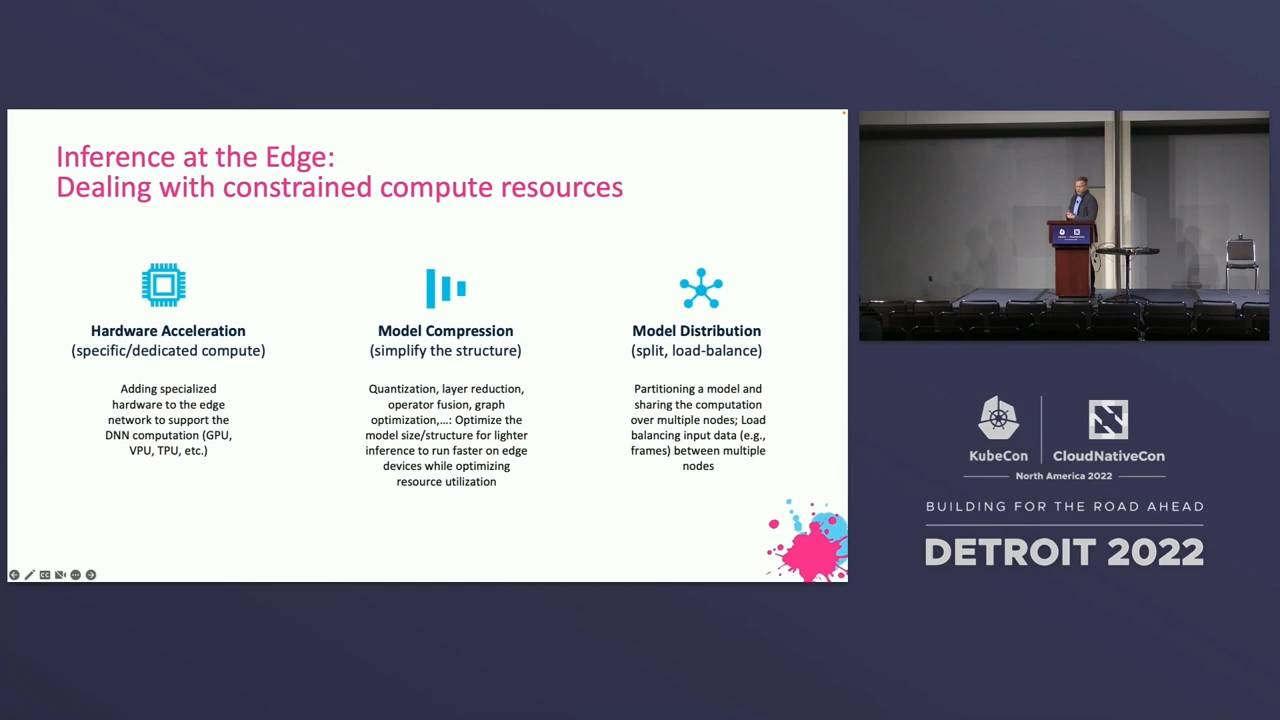 Inference at the Edge:
Dealing with constrained compute resources
Hardware Acceleration
(specific/dedicated compute)
Adding specialized
hardware to the edge
network to support the
DNN computation (GPU,
VPU, TPU, etc.)
Model Compression
(simplify the structure)
Quantization, layer reduction,
operator fusion, graph
optimization,...: Optimize the
model size/structure for lighter
inference to run faster on edge
devices while optimizing
resource utilization
Model Distribution
(split, load-balance)
Partitioning a model and
sharing the computation
over multiple nodes; Load
balancing input data (e.g.,
frames) between multiple
nodes
CC
KubeCon
CloudNativeCon
North America 2022
BUILDING FOR THE ROAD AHEAD
DETROIT 2022